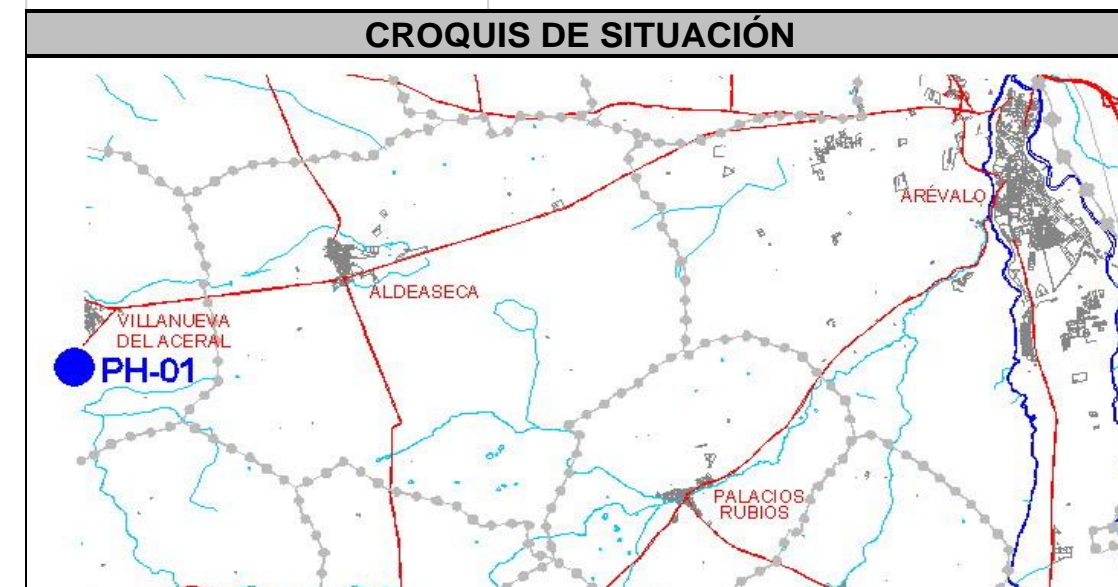 CROQUIS DE SITUACIÓN
ARÉVALO
ALDEASECA
VILLANUEVA
DEL ACERAL
PH-01
PALACIOS
RUBIOS